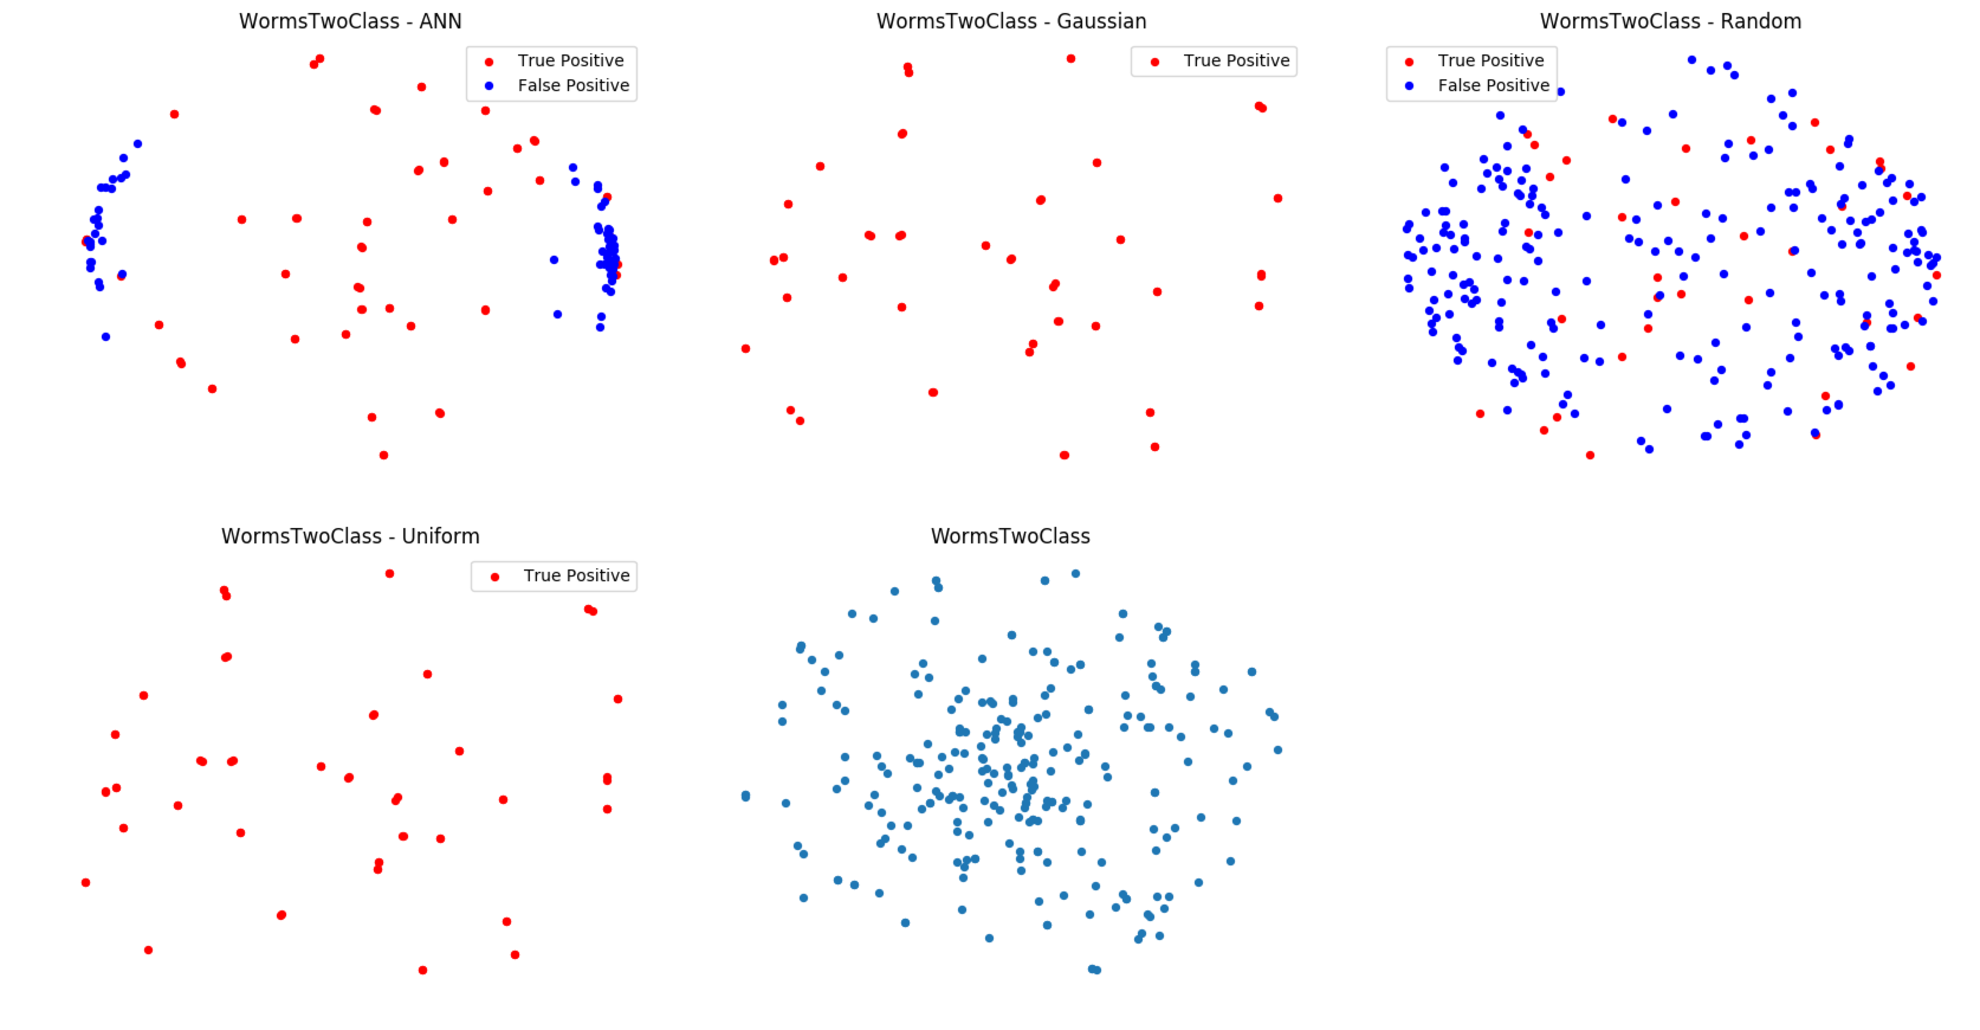 WormsTwoClass - ANN
True Positive
False Positive
WormsTwoClass - Gaussian
True Positive
WormsTwoClass - Random
True Positive
False Positive
WormsTwoClass - Uniform
True Positive
WormsTwoClass